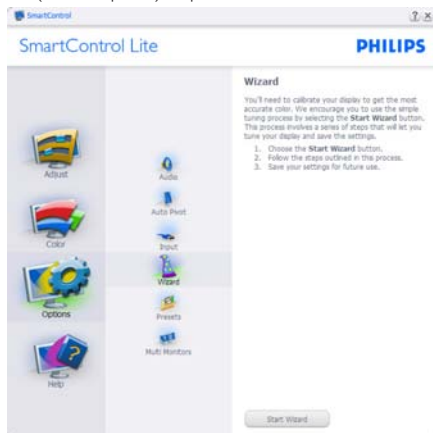 SmartControl
SmartControl Lite
PHILIPS
Adjust
Color
Options
Help
Audio
Auto Pivot
Input
Wizard
Presets
Multi Monitors
Wizard
You'll need to calibrate your display to get the most
accurate color. We encourage you to use the simple
tuning process by selecting the Start Wizard button.
This process involves a series of steps that will let you
tune your display and save the settings.
1. Choose the Start Wizard button.
2. Follow the steps outlined in this process.
3. Save your settings for future use.
Start Wizard